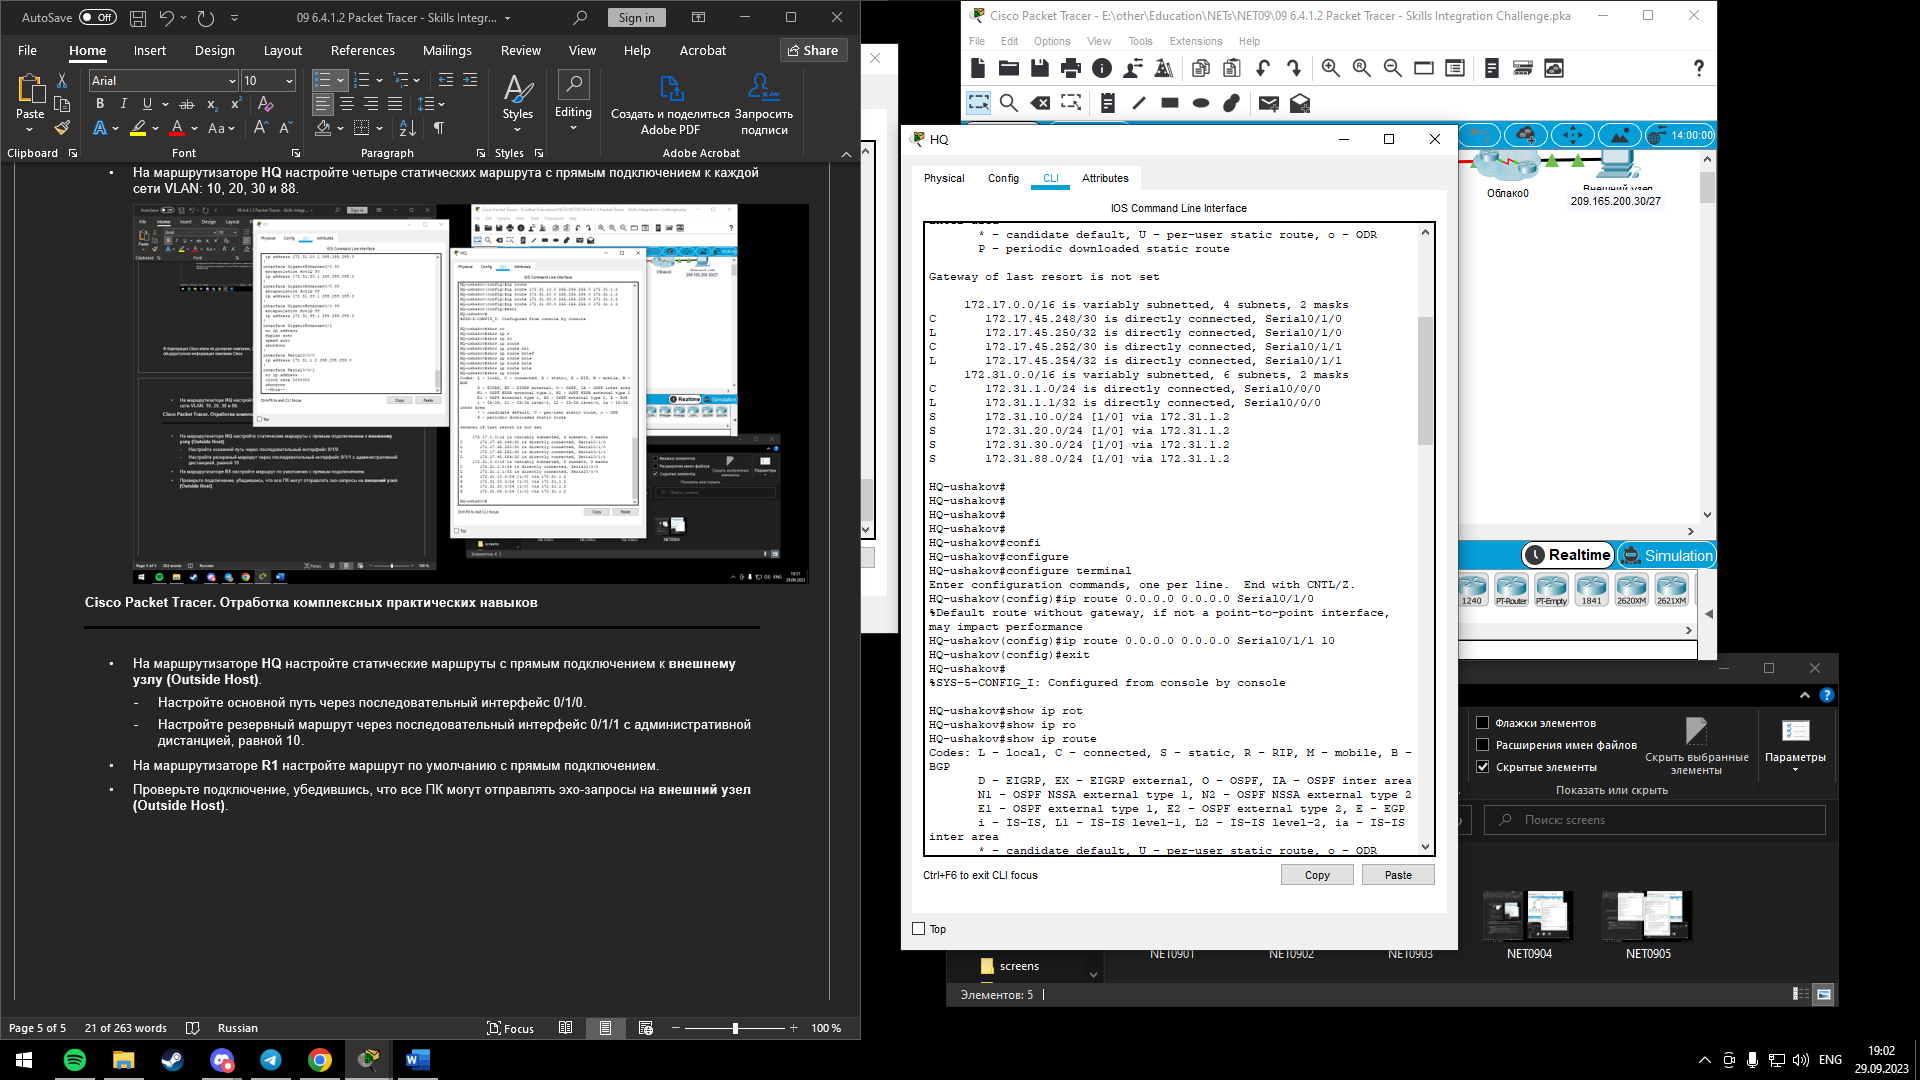 AutoSave Off 09 6.4.1.2 Packet Tracer - Skills Integr... Sign in
File Home Insert Design Layout References Mailings Review View Help Acrobat Share
Paste Arial 10 Styles Editing
Создать и поделиться Adobe PDF
Запросить подписи
Clipboard Font Paragraph Styles Adobe Acrobat
• На маршрутизаторе HQ настройте четыре статических маршрута с прямым подключением к каждой
сети VLAN: 10, 20, 30 и 88.
Cisco Packet Tracer. Отработка комплексных практических навыков
• На маршрутизаторе HQ настройте статические маршруты с прямым подключением к внешнему
узлу (Outside Host).
- Настройте основной путь через последовательный интерфейс 0/1/0.
- Настройте резервный маршрут через последовательный интерфейс 0/1/1 с административной
дистанцией, равной 10.
• На маршрутизаторе R1 настройте маршрут по умолчанию с прямым подключением.
• Проверьте подключение, убедившись, что все ПК могут отправлять эхо-запросы на внешний узел
(Outside Host).
Page 5 of 5 21 of 263 words Russian Focus 100 %
Cisco Packet Tracer - E:\other\Education\NETs\NET09\09 6.4.1.2 Packet Tracer - Skills Integration Challenge.pka
File Edit Options View Tools Extensions Help
14:00:00
Облако0
Внешний узел
209.165.200.30/27
Realtime Simulation
1240 PT-Router PT-Empty 1841 2620XM 2621XM
HQ
Physical Config CLI Attributes
IOS Command Line Interface
inter area
* - candidate default, U - per-user static route, o - ODR
P - periodic downloaded static route
Gateway of last resort is not set
172.17.0.0/16 is variably subnetted, 4 subnets, 2 masks
C 172.17.45.248/30 is directly connected, Serial0/1/0
L 172.17.45.250/32 is directly connected, Serial0/1/0
C 172.17.45.252/30 is directly connected, Serial0/1/1
L 172.17.45.254/32 is directly connected, Serial0/1/1
172.31.0.0/16 is variably subnetted, 6 subnets, 2 masks
C 172.31.1.0/24 is directly connected, Serial0/0/0
L 172.31.1.1/32 is directly connected, Serial0/0/0
S 172.31.10.0/24 [1/0] via 172.31.1.2
S 172.31.20.0/24 [1/0] via 172.31.1.2
S 172.31.30.0/24 [1/0] via 172.31.1.2
S 172.31.88.0/24 [1/0] via 172.31.1.2
HQ-ushakov#
HQ-ushakov#
HQ-ushakov#
HQ-ushakov#
HQ-ushakov#confi
HQ-ushakov#configure
HQ-ushakov#configure terminal
Enter configuration commands, one per line. End with CNTL/Z.
HQ-ushakov(config)#ip route 0.0.0.0 0.0.0.0 Serial0/1/0
%Default route without gateway, if not a point-to-point interface,
may impact performance
HQ-ushakov(config)#ip route 0.0.0.0 0.0.0.0 Serial0/1/1 10
HQ-ushakov(config)#exit
HQ-ushakov#
%SYS-5-CONFIG_I: Configured from console by console
HQ-ushakov#show ip rot
HQ-ushakov#show ip ro
HQ-ushakov#show ip route
Codes: L - local, C - connected, S - static, R - RIP, M - mobile, B -
BGP
D - EIGRP, EX - EIGRP external, O - OSPF, IA - OSPF inter area
N1 - OSPF NSSA external type 1, N2 - OSPF NSSA external type 2
E1 - OSPF external type 1, E2 - OSPF external type 2, E - EGP
i - IS-IS, L1 - IS-IS level-1, L2 - IS-IS level-2, ia - IS-IS
inter area
* - candidate default, U - per-user static route, o - ODR
Ctrl+F6 to exit CLI focus Copy Paste
Top
Флажки элементов
Расширения имен файлов
Скрытые элементы
Скрыть выбранные элементы
Параметры
Показать или скрыть
Поиск: screens
NET0901 NET0902 NET0903 NET0904 NET0905
screens
Элементов: 5
ENG
19:02
29.09.2023